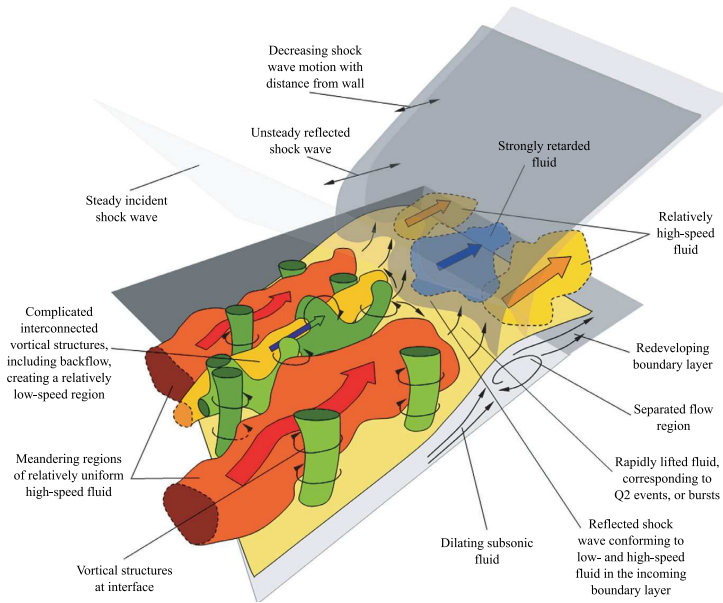 Decreasing shock
wave motion with
distance from wall
Unsteady reflected
shock wave
Strongly retarded
fluid
Steady incident
shock wave
Relatively
high-speed
fluid
Complicated
interconnected
vortical structures,
including backflow,
creating a relatively
low-speed region
Redeveloping
boundary layer
Separated flow
region
Meandering regions
of relatively uniform
high-speed fluid
Rapidly lifted fluid,
corresponding to
Q2 events, or bursts
Dilating subsonic
fluid
Reflected shock
wave conforming to
low- and high-speed
fluid in the incoming
boundary layer
Vortical structures
at interface